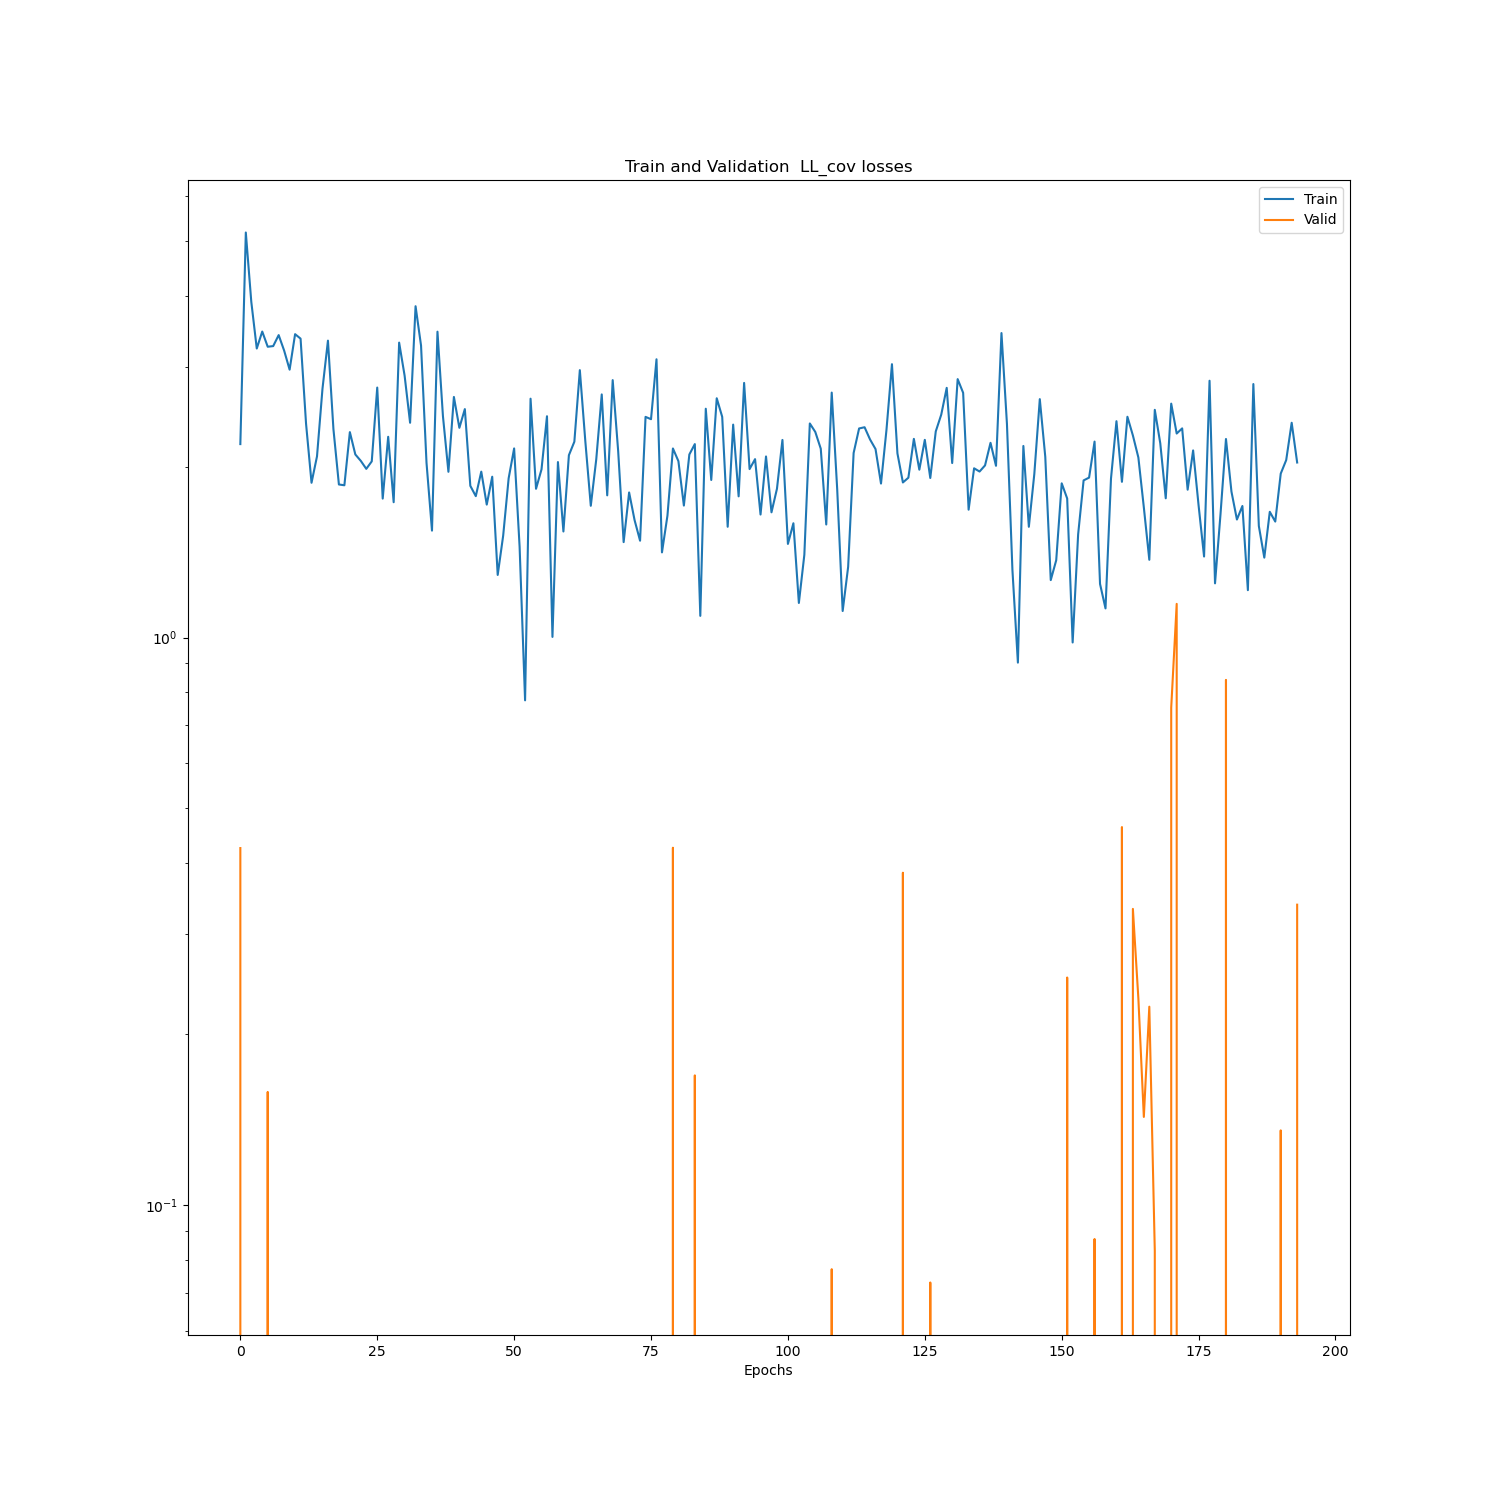 Train and Validation  LL_cov losses
Train
Valid
10^0
10^-1
0 25 50 75 100 125 150 175 200
Epochs